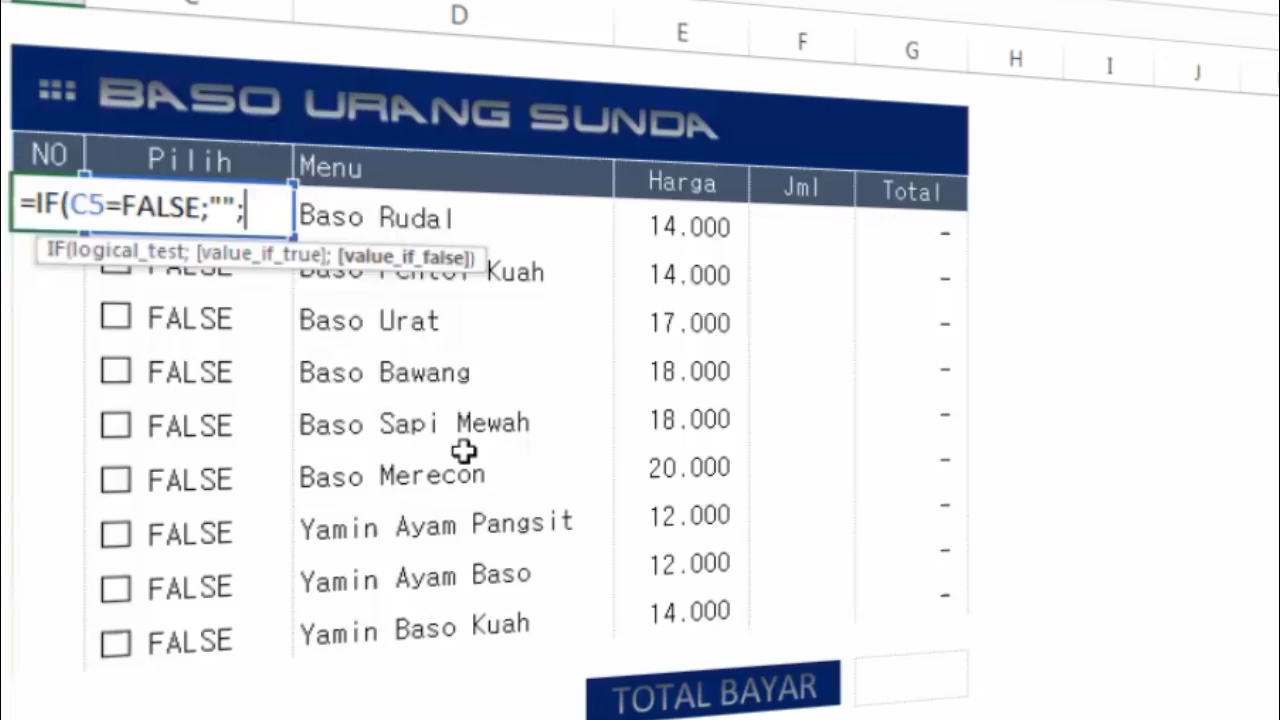 C D E F G H I J
BASO URANG SUNDA
NO Pilih Menu Harga Jml Total
=IF(C5=FALSE;""; Baso Rudal 14.000 -
IF(logical_test; [value_if_true]; [value_if_false])
FALSE Baso Kuah 14.000 -
FALSE Baso Urat 17.000 -
FALSE Baso Bawang 18.000 -
FALSE Baso Sapi Mewah 18.000 -
FALSE Baso Merecon 20.000 -
FALSE Yamin Ayam Pangsit 12.000 -
FALSE Yamin Ayam Baso 12.000 -
FALSE Yamin Baso Kuah 14.000 -
TOTAL BAYAR